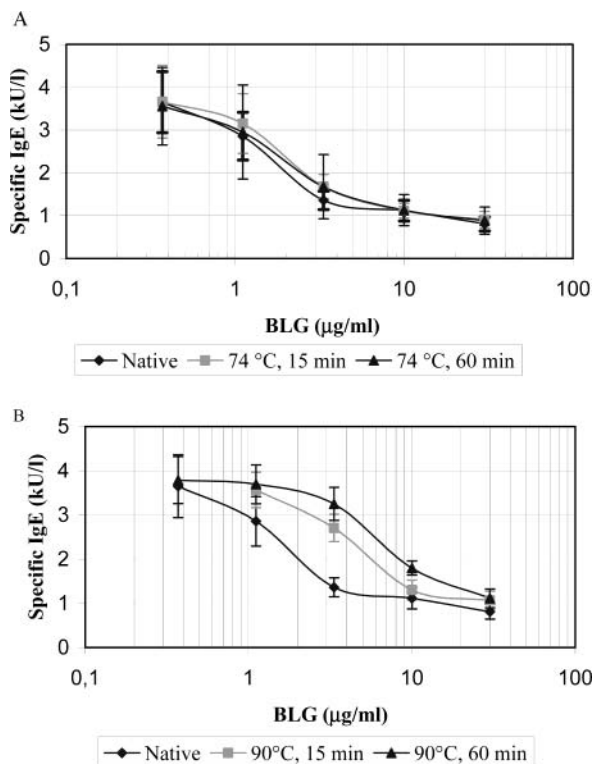 A
Specific IgE (kU/l)
5
4
3
2
1
0
0,1
1
10
100
BLG (μg/ml)
Native
74 °C, 15 min
74 °C, 60 min
B
Specific IgE (kU/l)
5
4
3
2
1
0
0,1
1
10
100
BLG (μg/ml)
Native
90°C, 15 min
90°C, 60 min